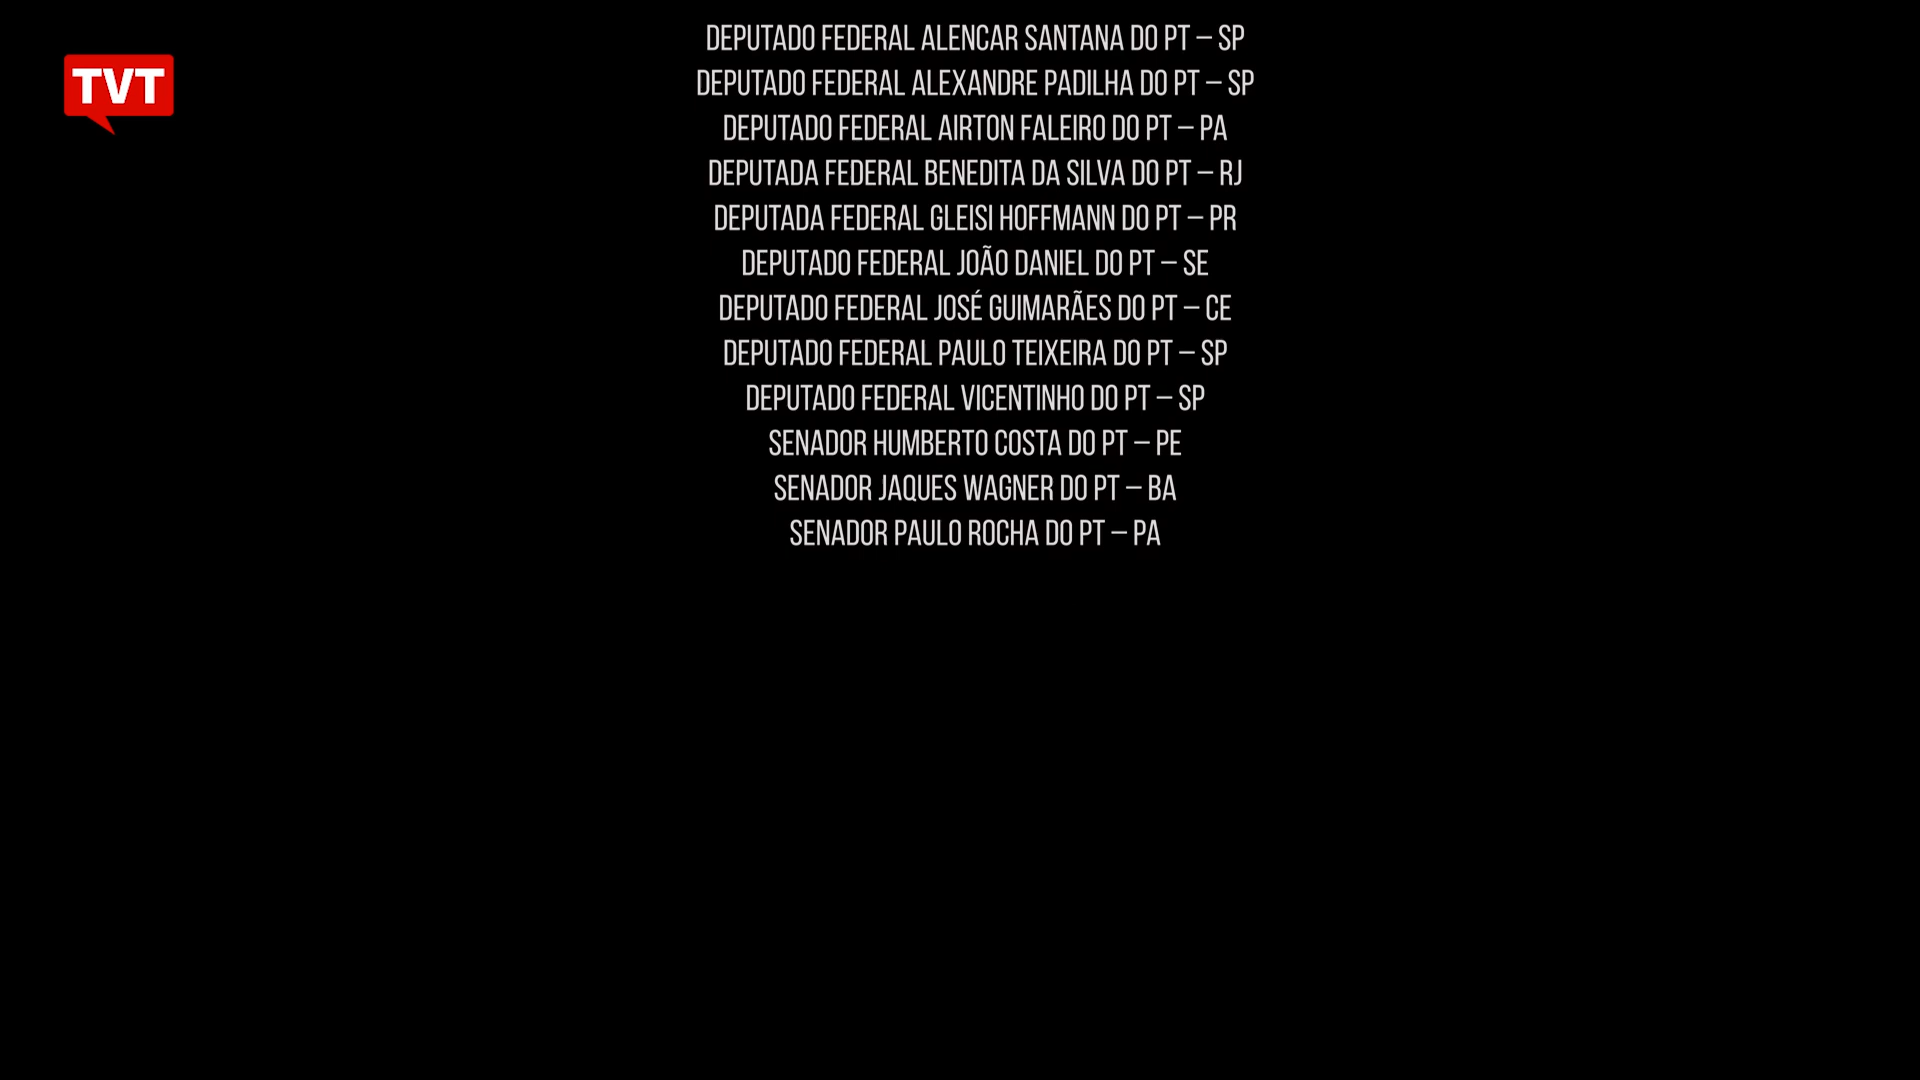 DEPUTADO FEDERAL ALENCAR SANTANA DO PT – SP
TVT
DEPUTADO FEDERAL ALEXANDRE PADILHA DO PT – SP
DEPUTADO FEDERAL AIRTON FALEIRO DO PT – PA
DEPUTADA FEDERAL BENEDITA DA SILVA DO PT – RJ
DEPUTADA FEDERAL GLEISI HOFFMANN DO PT – PR
DEPUTADO FEDERAL JOÃO DANIEL DO PT – SE
DEPUTADO FEDERAL JOSÉ GUIMARÃES DO PT – CE
DEPUTADO FEDERAL PAULO TEIXEIRA DO PT – SP
DEPUTADO FEDERAL VICENTINHO DO PT – SP
SENADOR HUMBERTO COSTA DO PT – PE
SENADOR JAQUES WAGNER DO PT – BA
SENADOR PAULO ROCHA DO PT – PA